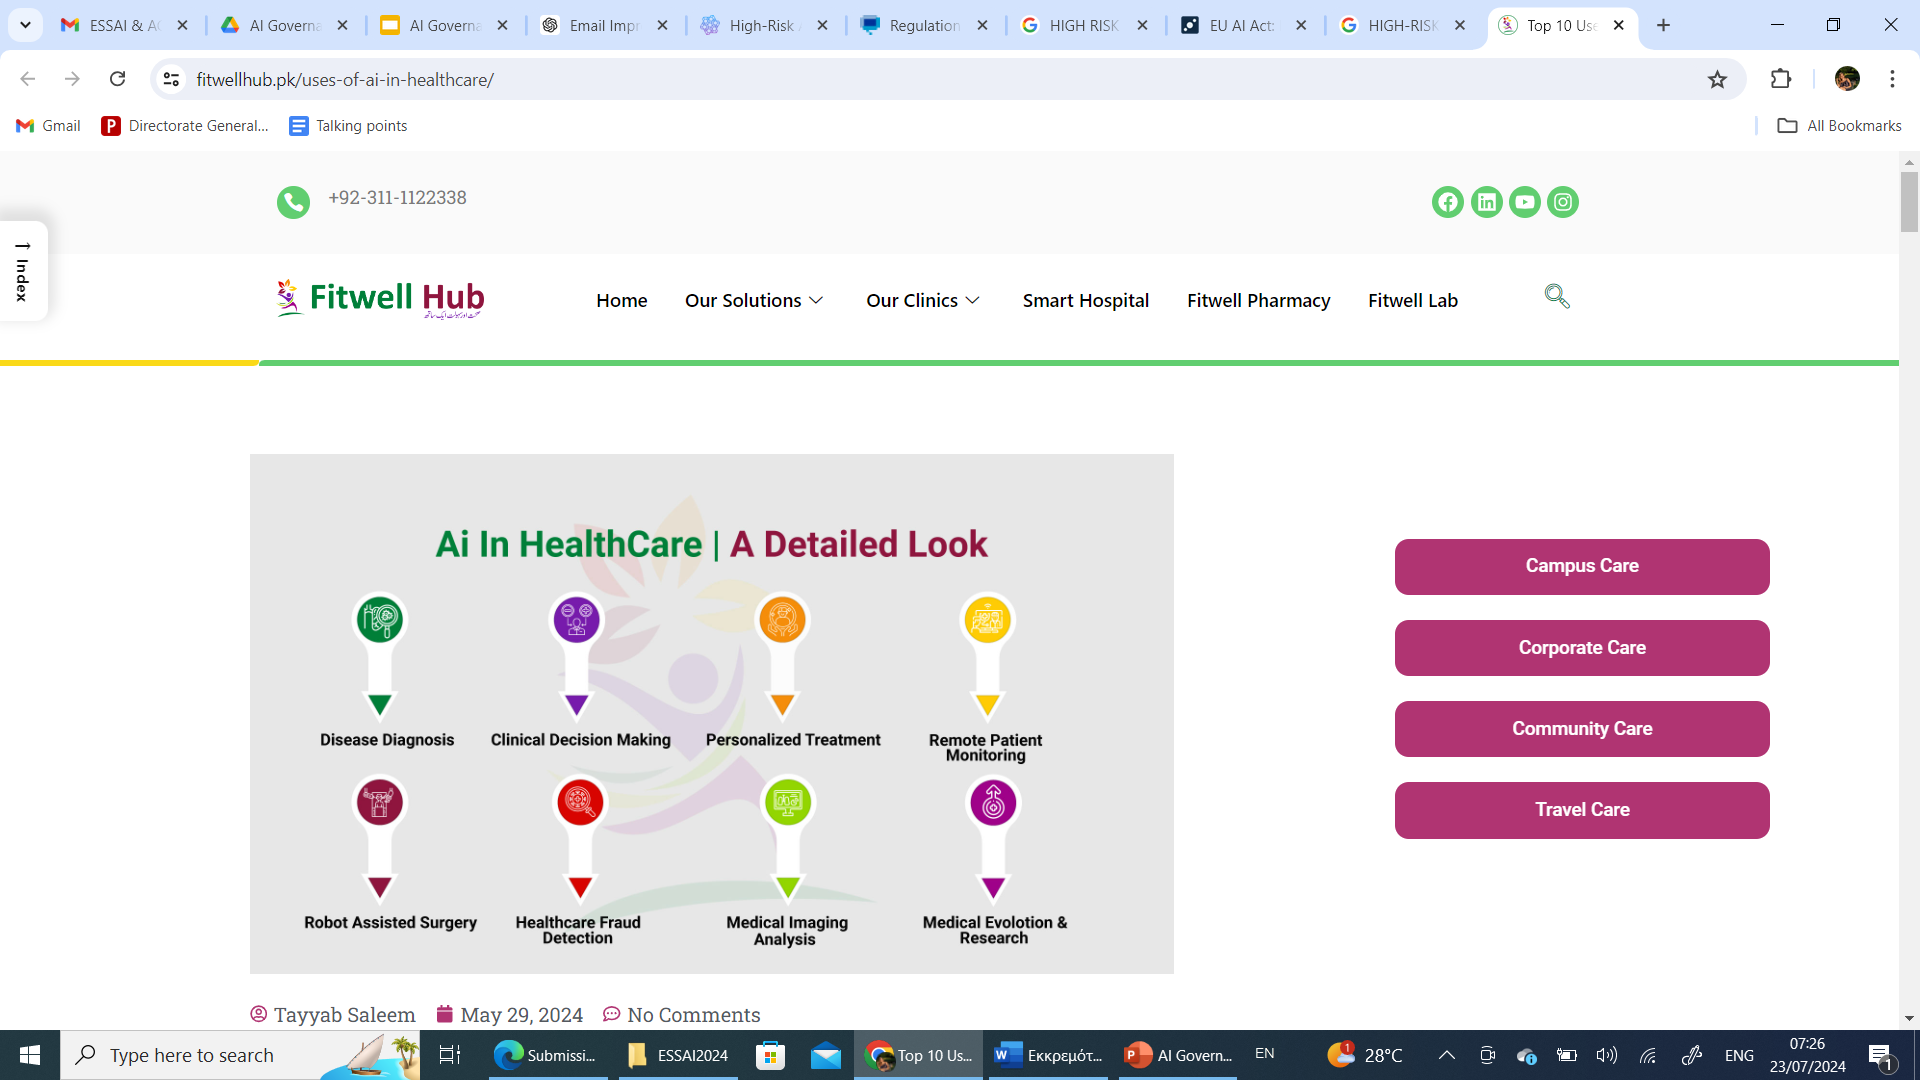 ESSAI & AC
AI Governa
AI Governa
Email Impr
High-Risk A
Regulation
HIGH RISK
EU AI Act:
HIGH-RISK
Top 10 Use
fitwellhub.pk/uses-of-ai-in-healthcare/
Gmail
Directorate General...
Talking points
All Bookmarks
+92-311-1122338
↑ Index
Fitwell Hub
Home
Our Solutions
Our Clinics
Smart Hospital
Fitwell Pharmacy
Fitwell Lab
Ai In HealthCare | A Detailed Look
Disease Diagnosis
Clinical Decision Making
Personalized Treatment
Remote Patient
Monitoring
Robot Assisted Surgery
Healthcare Fraud
Detection
Medical Imaging
Analysis
Medical Evolotion &
Research
Campus Care
Corporate Care
Community Care
Travel Care
Tayyab Saleem
May 29, 2024
No Comments
Type here to search
Submissi...
ESSAI2024
Top 10 Us...
Εκκρεμότ...
AI Govern...
EN
1
28°C
ENG
07:26
23/07/2024
1